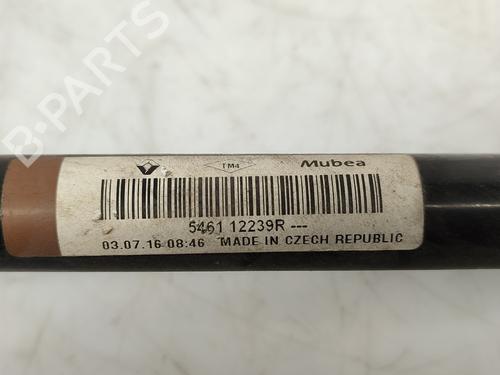 B-PARTS
TM4
Mubea
5461 12239R ---
03.07.16 08:46 MADE IN CZECH REPUBLIC